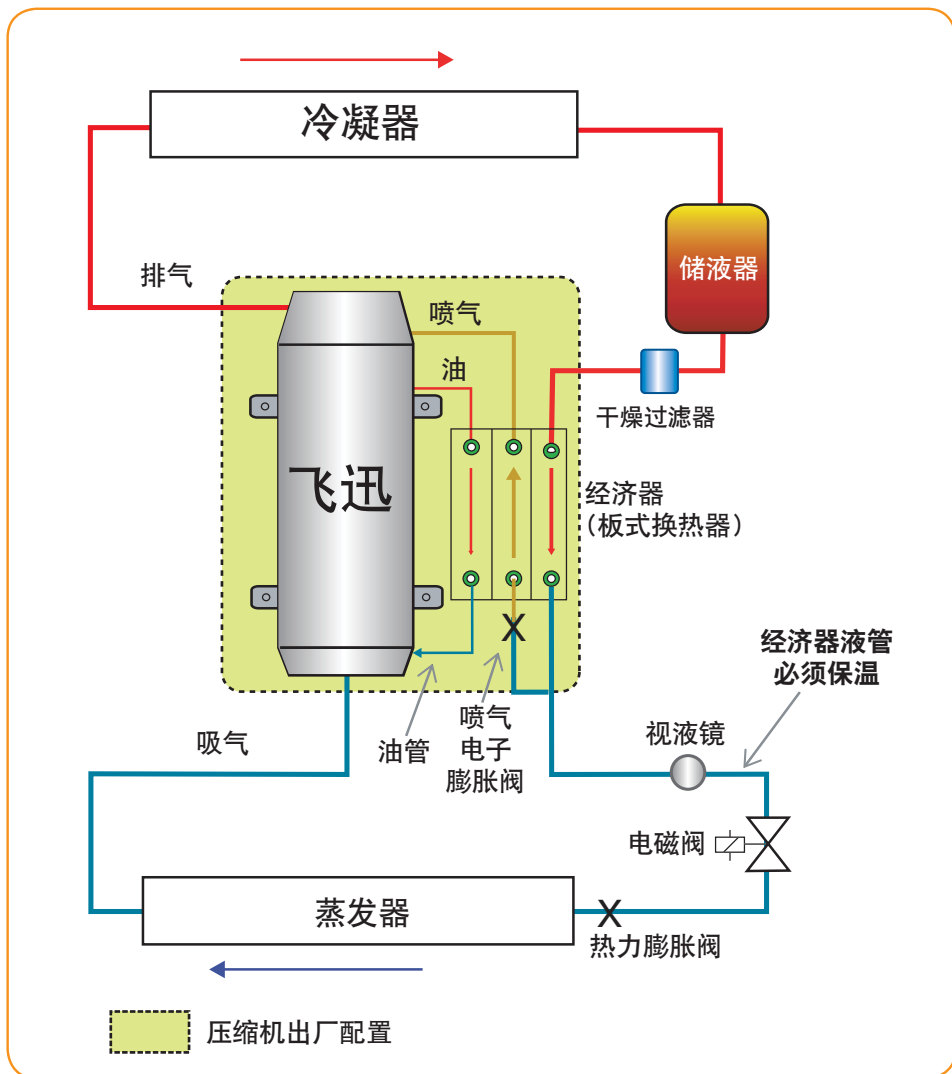 冷凝器
排气
储液器
喷气
油
干燥过滤器
飞迅
经济器
（板式换热器）
经济器液管
必须保温
吸气
油管
喷气
电子
膨胀阀
视液镜
电磁阀
蒸发器
热力膨胀阀
压缩机出厂配置